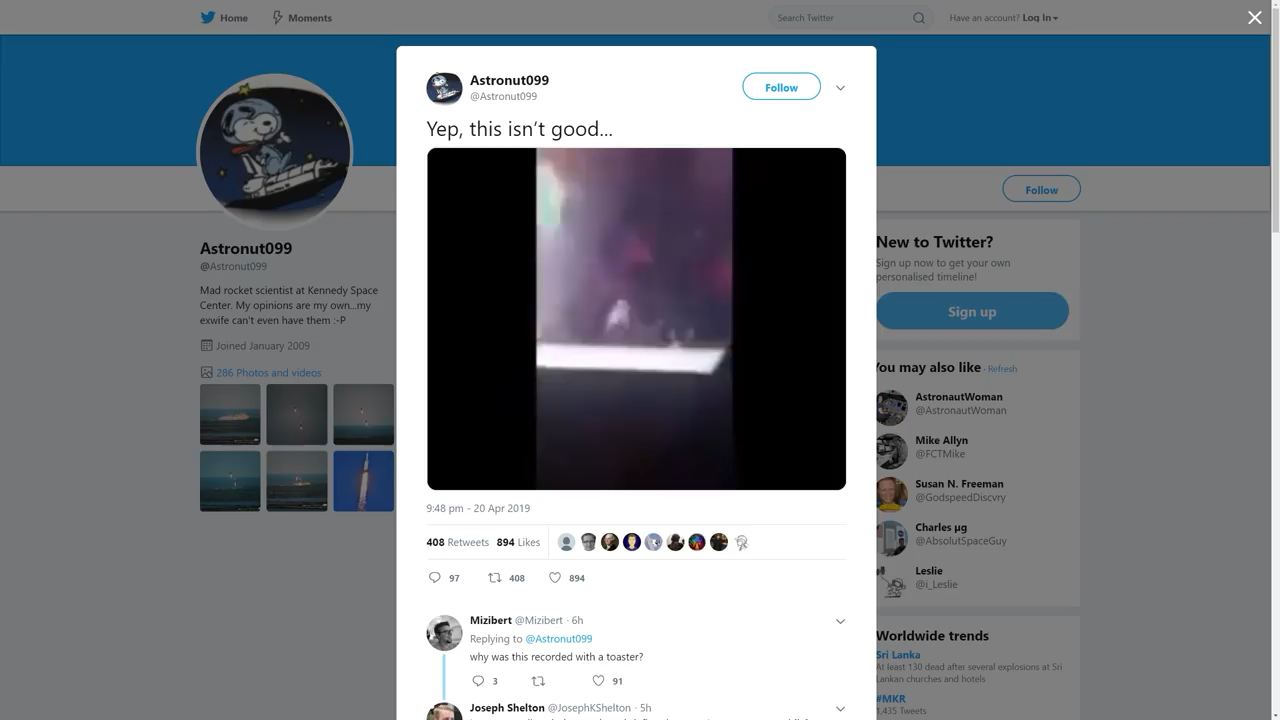 Home
Moments
Search Twitter
Have an account? Log in
Astronut099
@Astronut099
Follow
Yep, this isn't good...
9:48 pm - 20 Apr 2019
408 Retweets 894 Likes
97 408 894
Mizibert @Mizibert · 6h
Replying to @Astronut099
why was this recorded with a toaster?
3 91
Joseph Shelton @JosephKShelton · 5h
Astronut099
@Astronut099
Mad rocket scientist at Kennedy Space
Center. My opinions are my own...my
exwife can't even have them :-P
Joined January 2009
286 Photos and videos
Follow
New to Twitter?
Sign up now to get your own
personalised timeline!
Sign up
You may also like · Refresh
AstronautWoman
@AstronautWoman
Mike Allyn
@FCTMike
Susan N. Freeman
@GodspeedDiscvry
Charles µg
@AbsolutSpaceGuy
Leslie
@i_Leslie
Worldwide trends
Sri Lanka
At least 130 dead after several explosions at Sri
Lankan churches and hotels
#MKR
1,435 Tweets